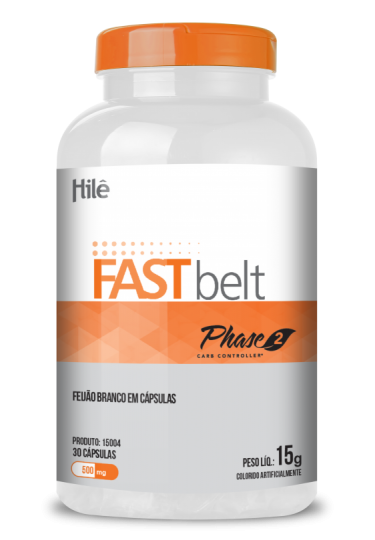 Hilê
FAST belt
Phase 2
CARB CONTROLLER®
FEIJÃO BRANCO EM CÁPSULAS
PRODUTO: 15004
30 CÁPSULAS
500 mg
PESO LÍQ.: 15g
COLORIDO ARTIFICIALMENTE